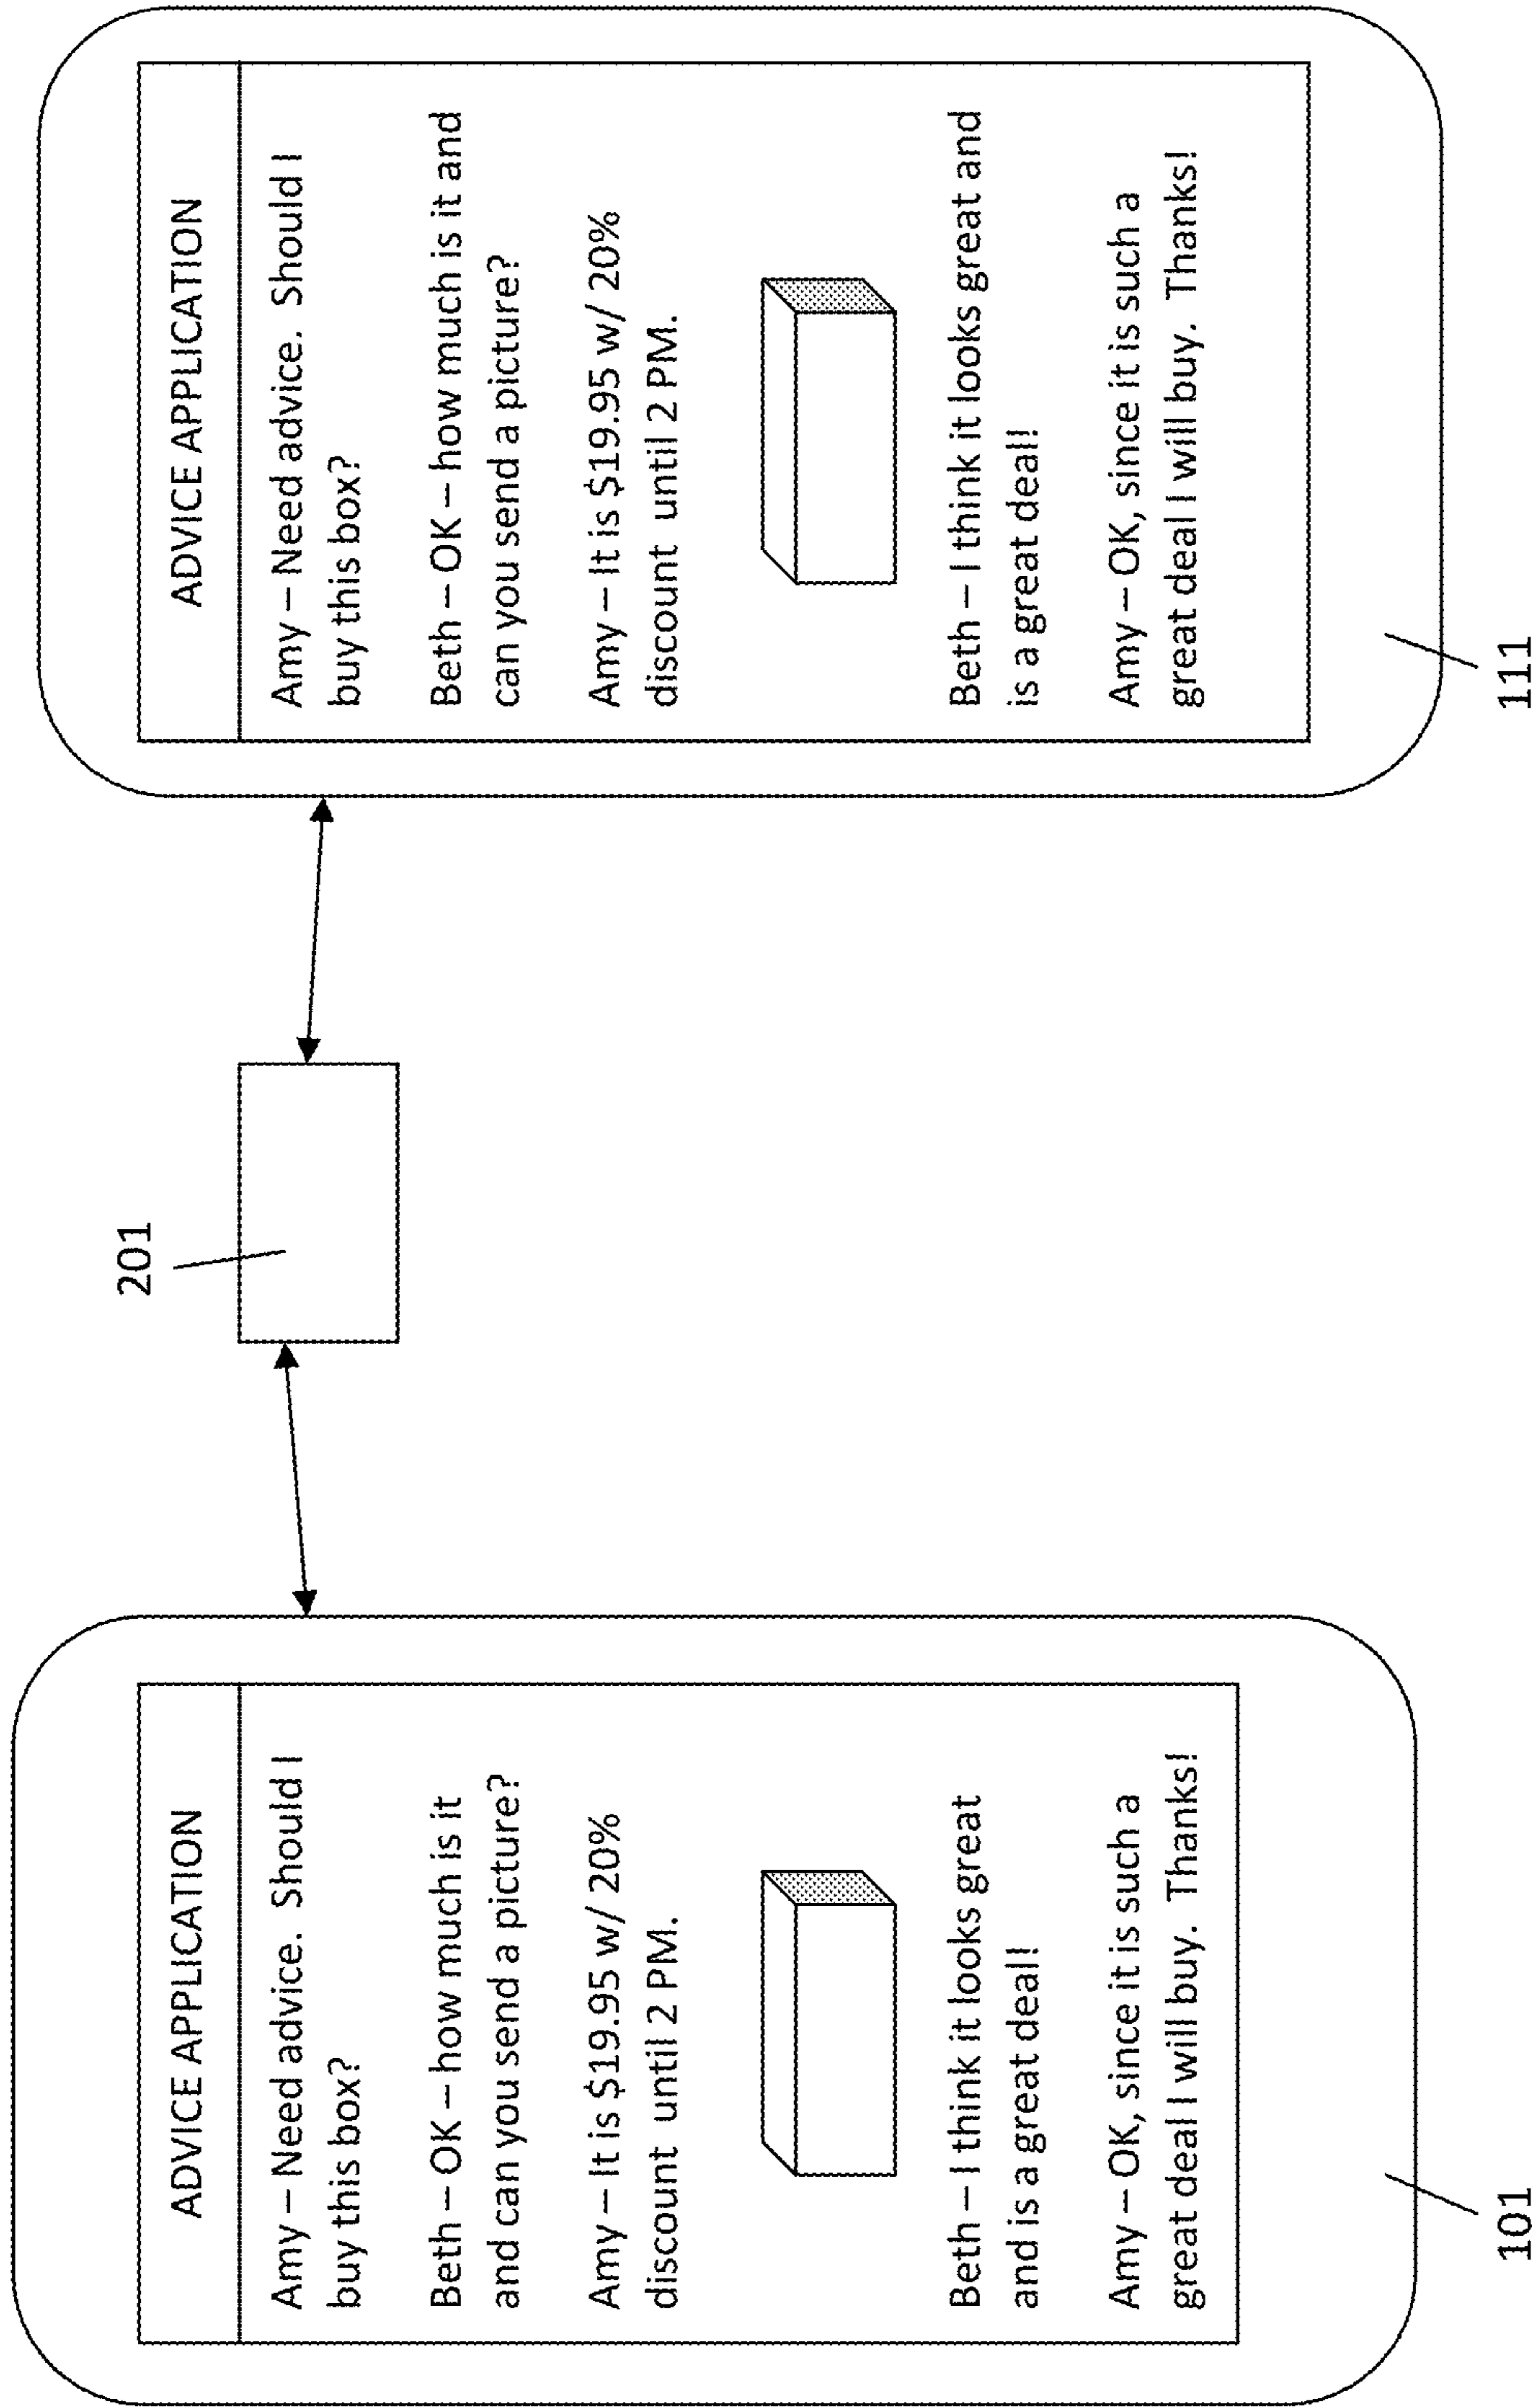 201
ADVICE APPLICATION
Amy – Need advice. Should I
buy this box?
Beth – OK – how much is it
and can you send a picture?
Amy – It is $19.95 w/ 20%
discount until 2 PM.
Beth – I think it looks great
and is a great deal!
Amy – OK, since it is such a
great deal I will buy. Thanks!
101
ADVICE APPLICATION
Amy – Need advice. Should I
buy this box?
Beth – OK – how much is it and
can you send a picture?
Amy – It is $19.95 w/ 20%
discount until 2 PM.
Beth – I think it looks great and
is a great deal!
Amy – OK, since it is such a
great deal I will buy. Thanks!
111